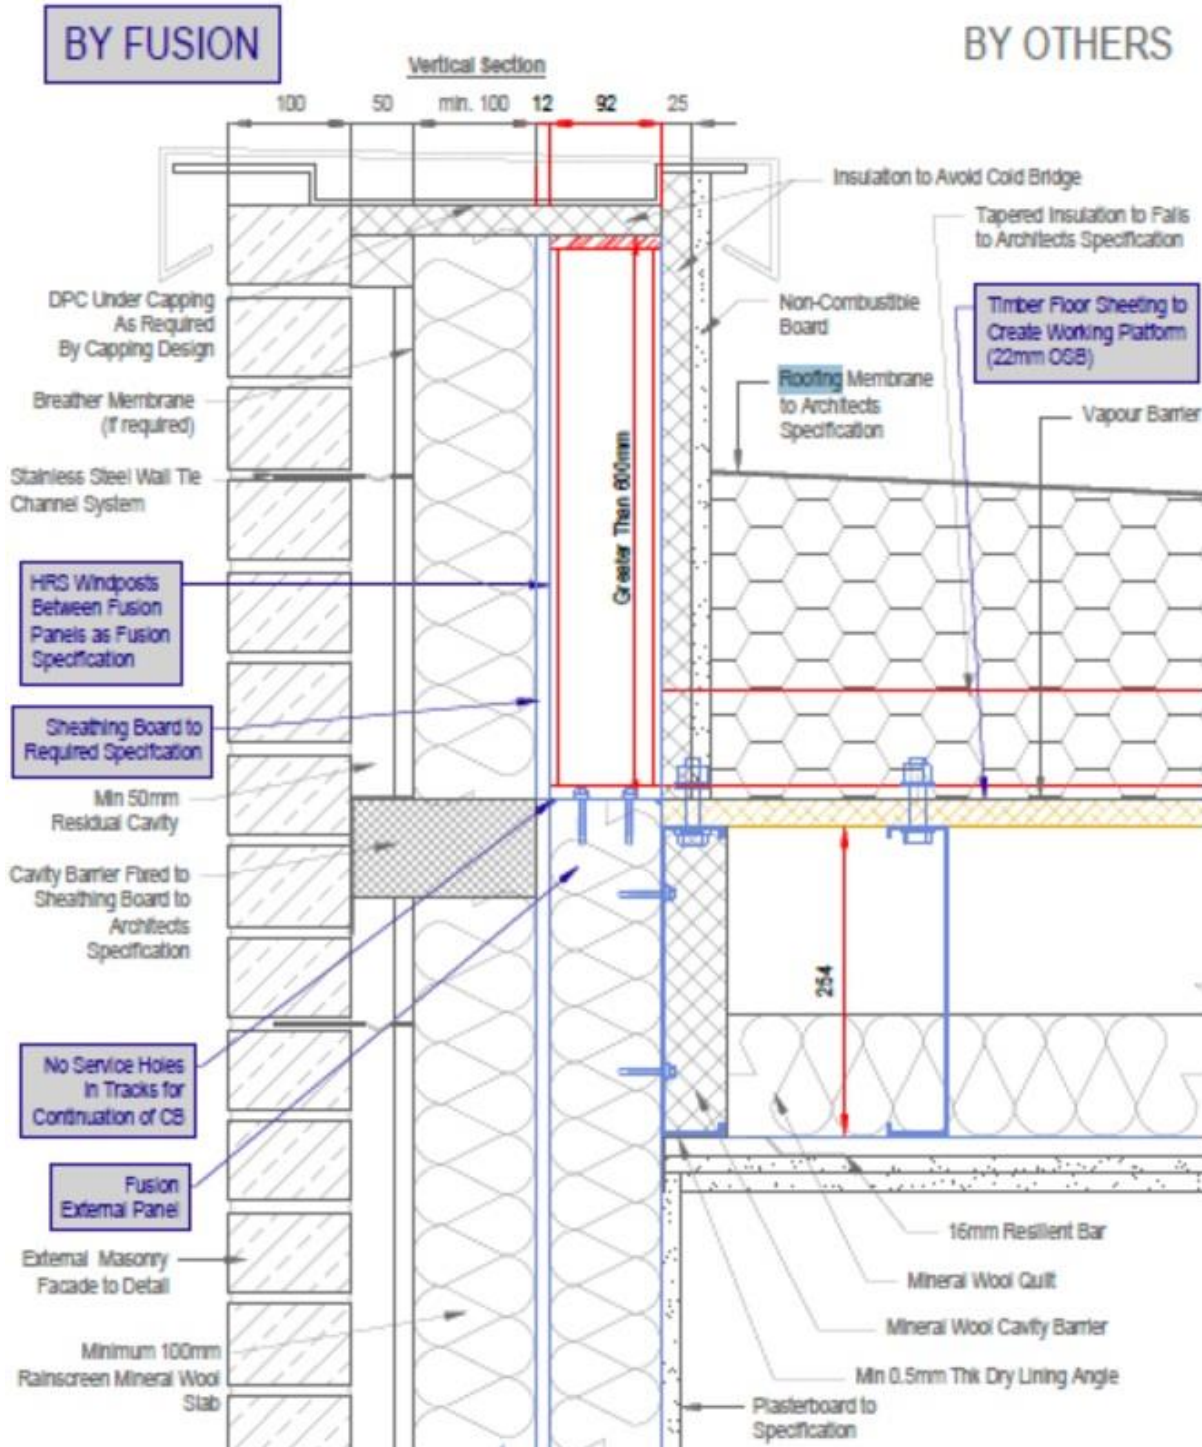 BY FUSION
BY OTHERS
Vertical Section
100
50
min. 100
12
92
25
Insulation to Avoid Cold Bridge
Tapered Insulation to Falls
to Architects Specification
DPC Under Capping
As Required
By Capping Design
Non-Combustible
Board
Timber Floor Sheeting to
Create Working Platform
(22mm OSB)
Roofing Membrane
to Architects
Specification
Breather Membrane
(if required)
Vapour Barrier
Stainless Steel Wall Tie
Channel System
Greater Than 600mm
HRS Windposts
Between Fusion
Panels as Fusion
Specification
Sheathing Board to
Required Specifcation
Min 50mm
Residual Cavity
Cavity Barrier Fixed to
Sheathing Board to
Architects
Specification
254
No Service Holes
in Tracks for
Continuation of CB
Fusion
External Panel
External Masonry
Facade to Detail
16mm Resilient Bar
Mineral Wool Quilt
Mineral Wool Cavity Barrier
Minimum 100mm
Rainscreen Mineral Wool
Slab
Min 0.5mm Thk Dry Lining Angle
Plasterboard to
Specification